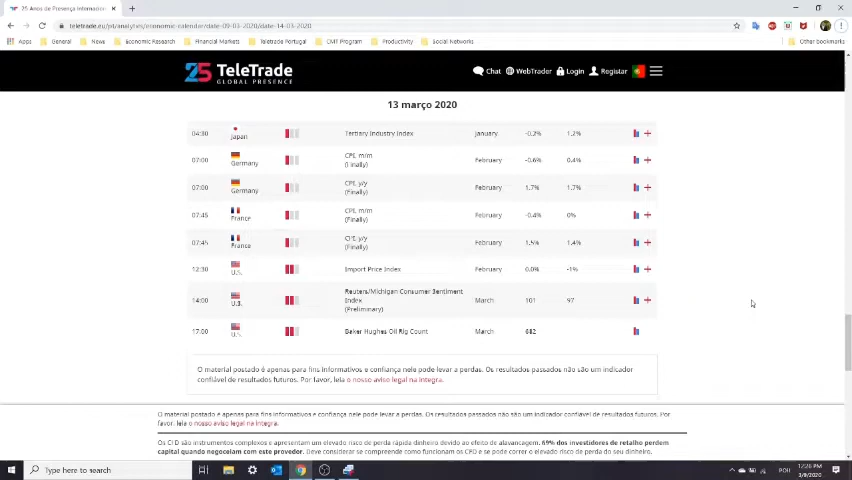 25 Anos de Presença Internacion
teletrade.eu/pt/analytics/economic-calendar/date-09-03-2020/date-14-03-2020
Apps General News Economic Research Financial Markets Teletrade Portugal CMT Program Productivity Social Networks Other bookmarks
25 TeleTrade
GLOBAL PRESENCE
Chat WebTrader Login Registar
13 março 2020
04:30 Japan Tertiary Industry Index January -0.2% 1.2%
07:00 Germany CPI, m/m (Finally) February -0.6% 0.4%
07:00 Germany CPI, y/y (Finally) February 1.7% 1.7%
07:45 France CPI, m/m (Finally) February -0.4% 0%
07:45 France CPI, y/y (Finally) February 1.5% 1.4%
12:30 U.S. Import Price Index February 0.0% -1%
14:00 U.S. Reuters/Michigan Consumer Sentiment Index (Preliminary) March 101 97
17:00 U.S. Baker Hughes Oil Rig Count March 682
O material postado é apenas para fins informativos e confiança nele pode levar a perdas. Os resultados passados não são um indicador
confiável de resultados futuros. Por favor, leia o nosso aviso legal na íntegra.
O material postado é apenas para fins informativos e confiança nele pode levar a perdas. Os resultados passados não são um indicador confiável de resultados futuros. Por
favor, leia o nosso aviso legal na íntegra.
Os CFD são instrumentos complexos e apresentam um elevado risco de perda rápida dinheiro devido ao efeito de alavancagem. 69% dos investidores de retalho perdem
capital quando negoceiam com este provedor. Deve considerar se compreende como funcionam os CFD e se pode correr o elevado risco de perda do seu dinheiro.
Type here to search
POR
12:28 PM
3/8/2020